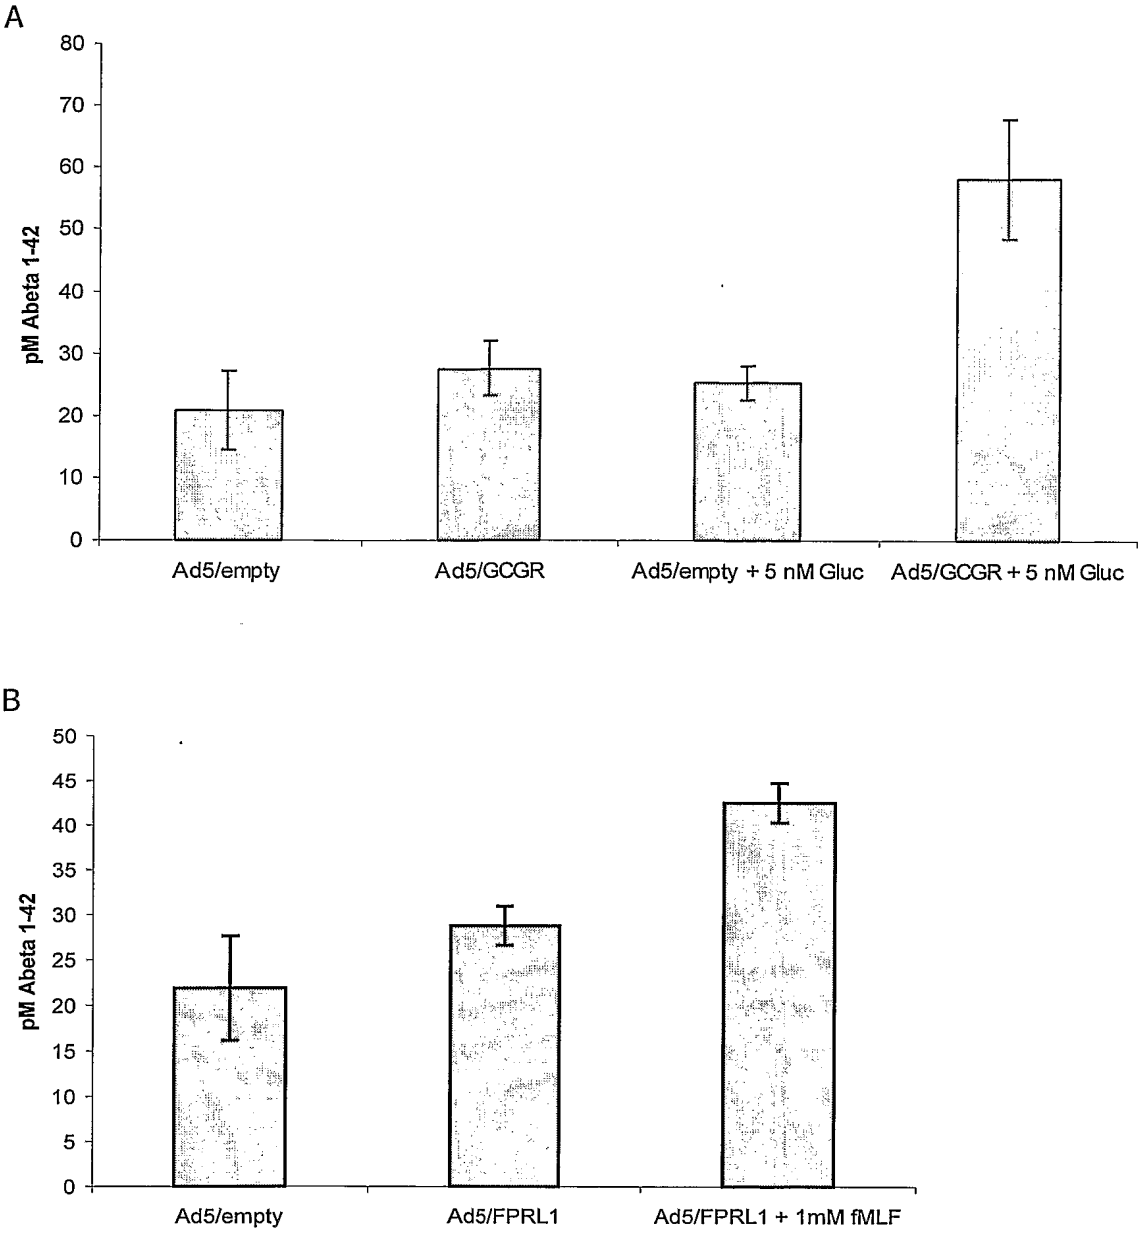 A
80
70
60
50
40
30
20
10
0
pM Abeta 1-42
Ad5/empty
Ad5/GCGR
Ad5/empty + 5 nM Gluc
Ad5/GCGR + 5 nM Gluc
B
50
45
40
35
30
25
20
15
10
5
0
pM Abeta 1-42
Ad5/empty
Ad5/FPRL1
Ad5/FPRL1 + 1mM fMLF